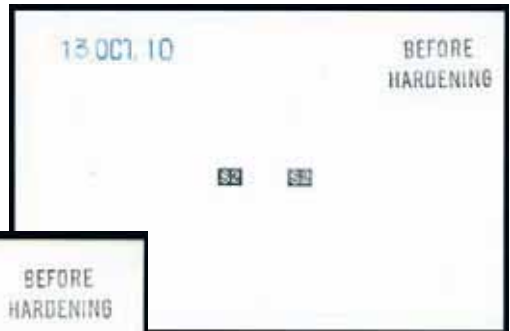 13 OCT. 10
BEFORE
HARDENING
S2 S2
BEFORE
HARDENING